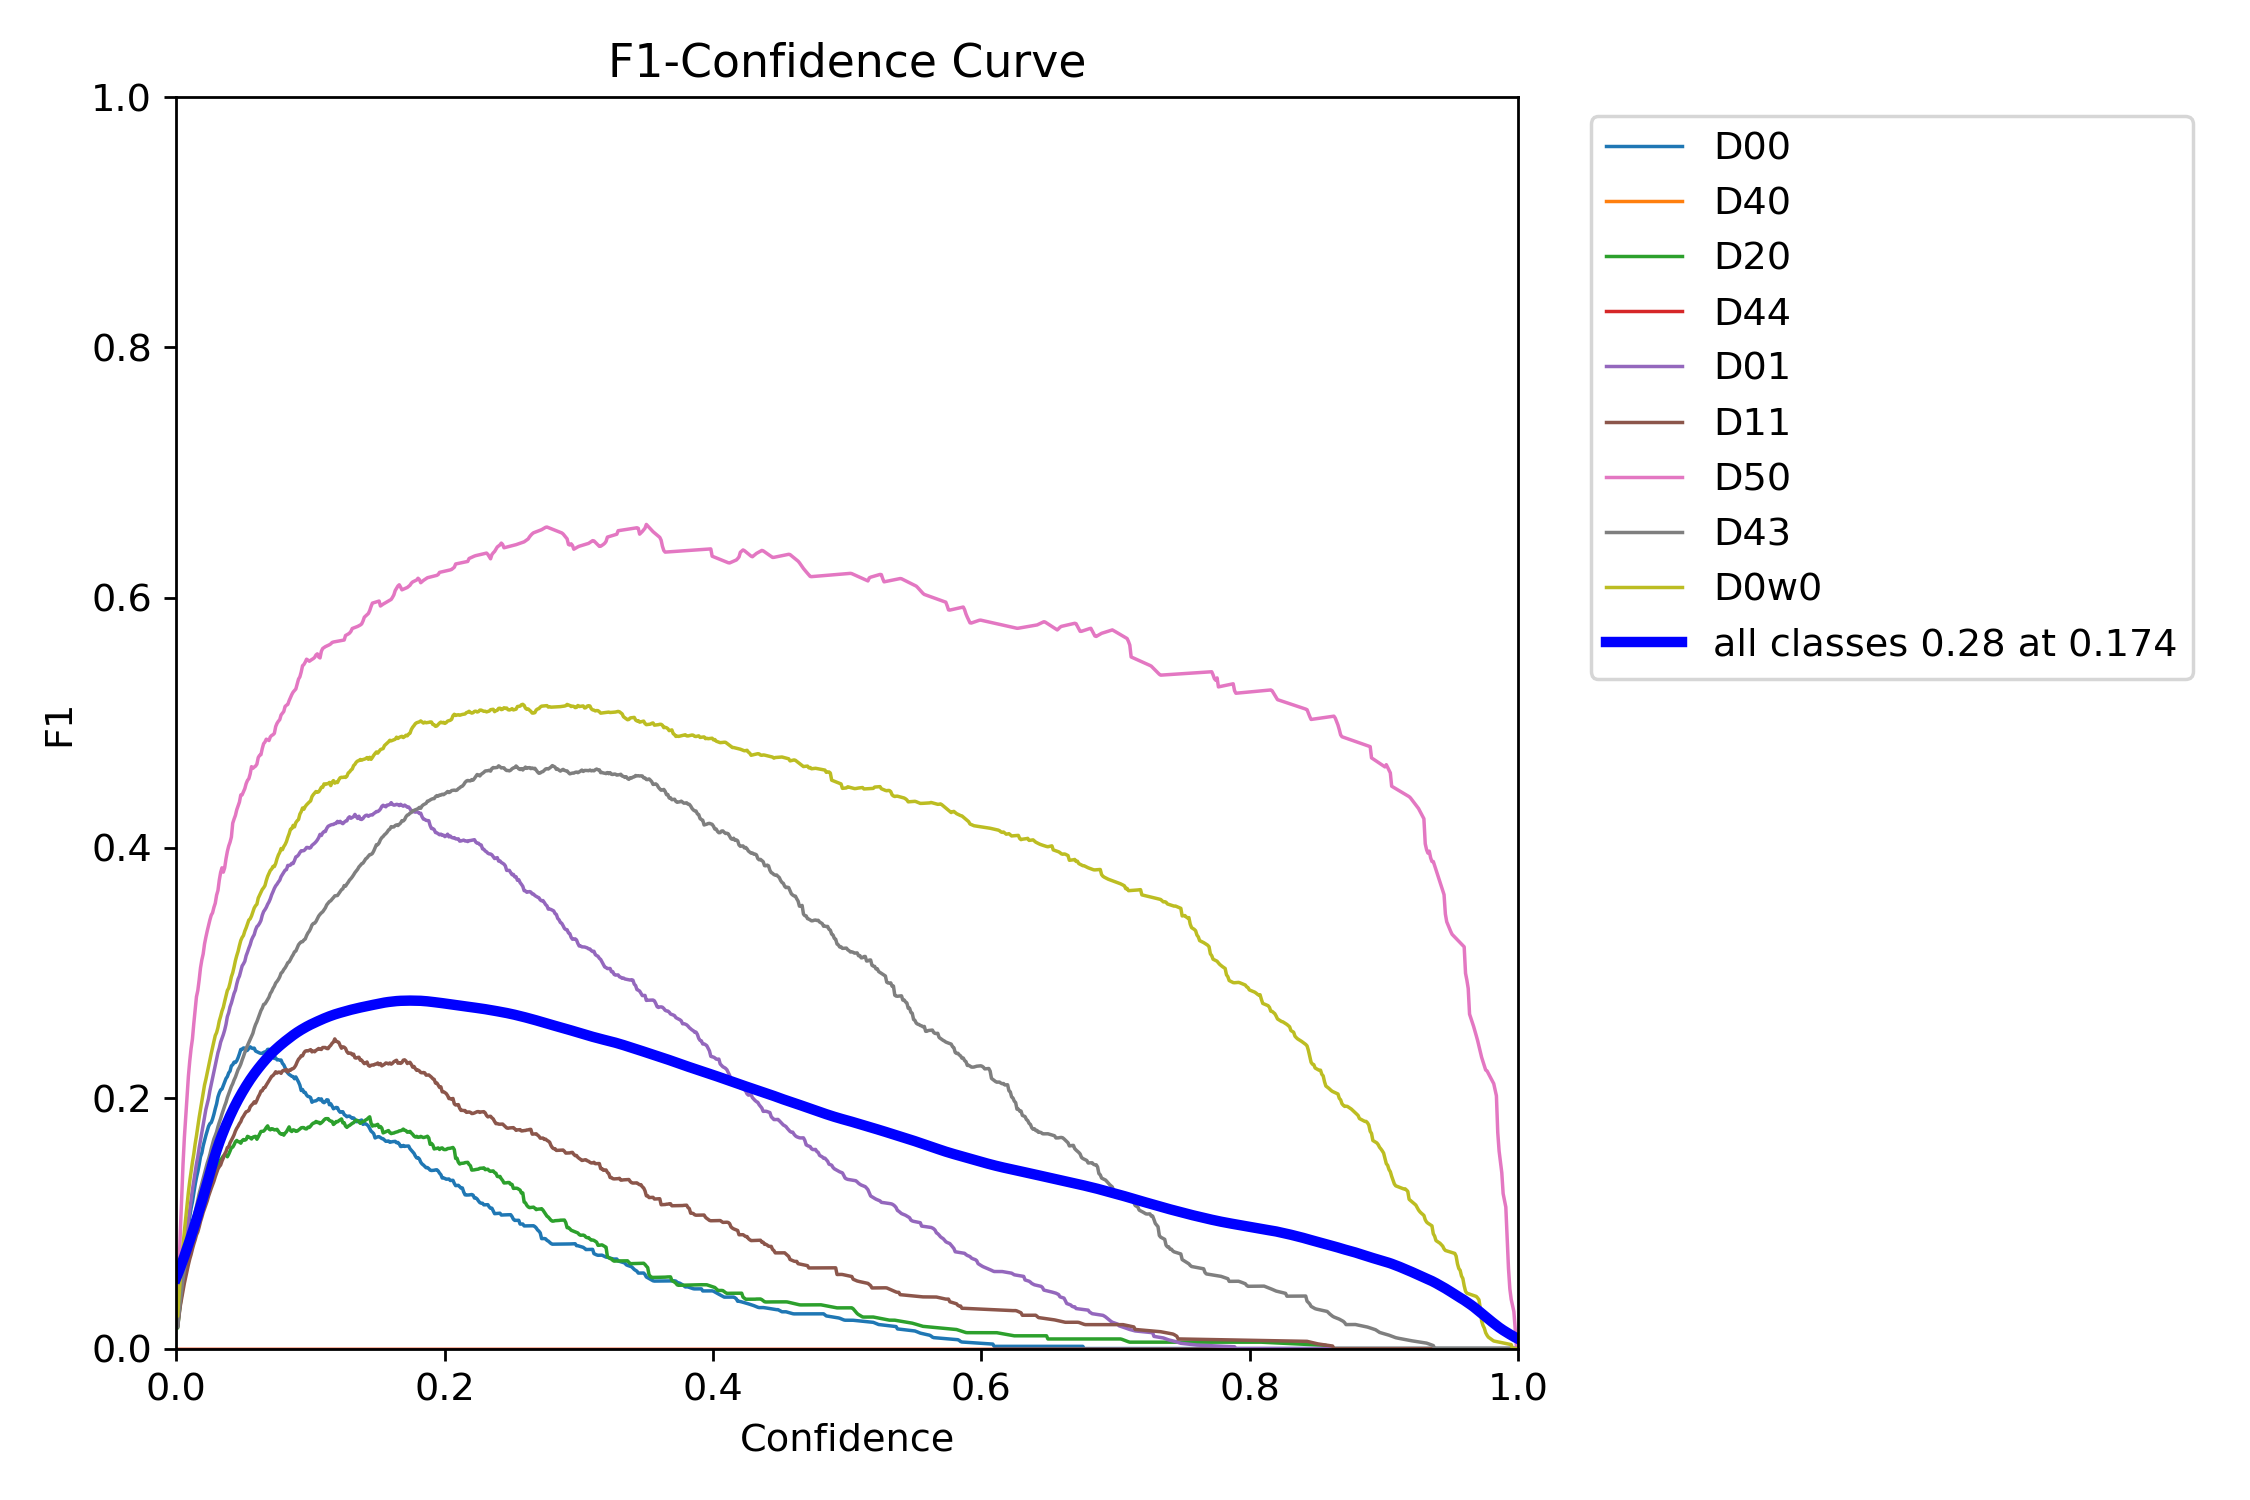 F1-Confidence Curve
1.0
0.8
0.6
0.4
0.2
0.0
F1
0.0 0.2 0.4 0.6 0.8 1.0
Confidence
D00
D40
D20
D44
D01
D11
D50
D43
D0w0
all classes 0.28 at 0.174